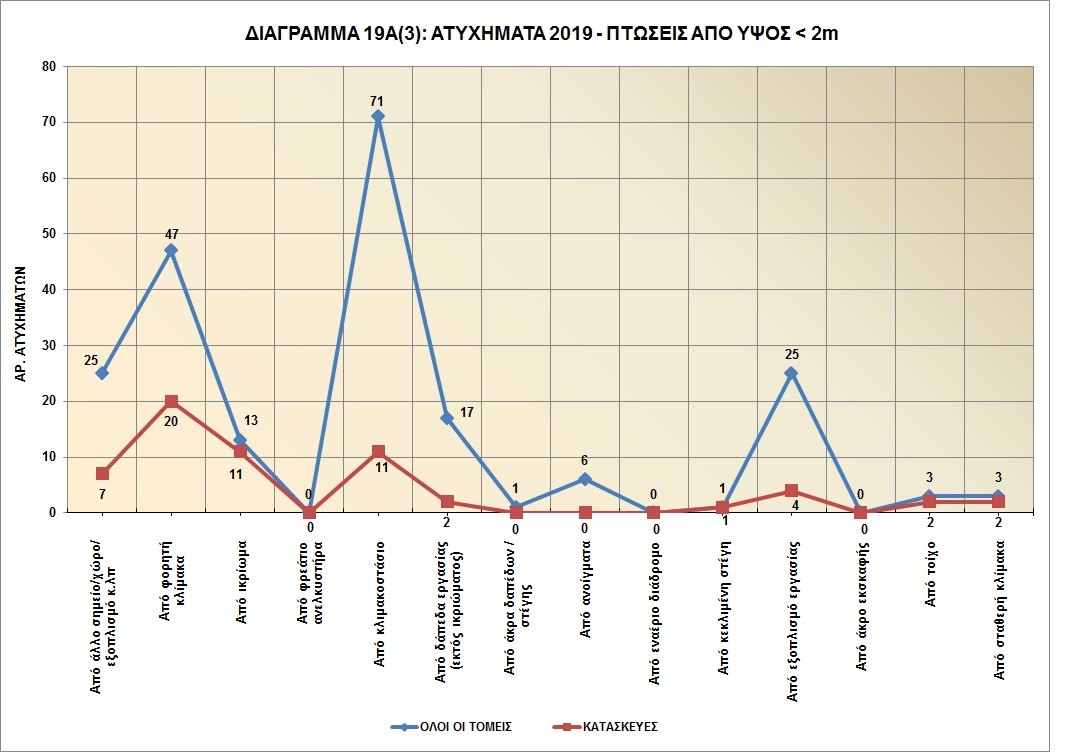 ΔΙΑΓΡΑΜΜΑ 19Α(3): ΑΤΥΧΗΜΑΤΑ 2019 - ΠΤΩΣΕΙΣ ΑΠΟ ΥΨΟΣ < 2m
ΑΡ. ΑΤΥΧΗΜΑΤΩΝ
80
70
60
50
40
30
20
10
0
25
47
13
0
71
17
1
6
0
1
25
0
3
3
7
20
11
0
11
2
0
0
0
1
4
0
2
2
Από άλλο σημείο/χώρο/
εξοπλισμό κ.λπ
Από φορητή
κλίμακα
Από ικρίωμα
Από φρεάτιο
ανελκυστήρα
Από κλιμακοστάσιο
Από δάπεδα εργασίας
(εκτός ικριώματος)
Από άκρα δαπέδων /
στέγης
Από ανοίγματα
Από εναέριο διάδρομο
Από κεκλιμένη στέγη
Από εξοπλισμό εργασίας
Από άκρο εκσκαφής
Από τοίχο
Από σταθερή κλίμακα
ΟΛΟΙ ΟΙ ΤΟΜΕΙΣ
ΚΑΤΑΣΚΕΥΕΣ